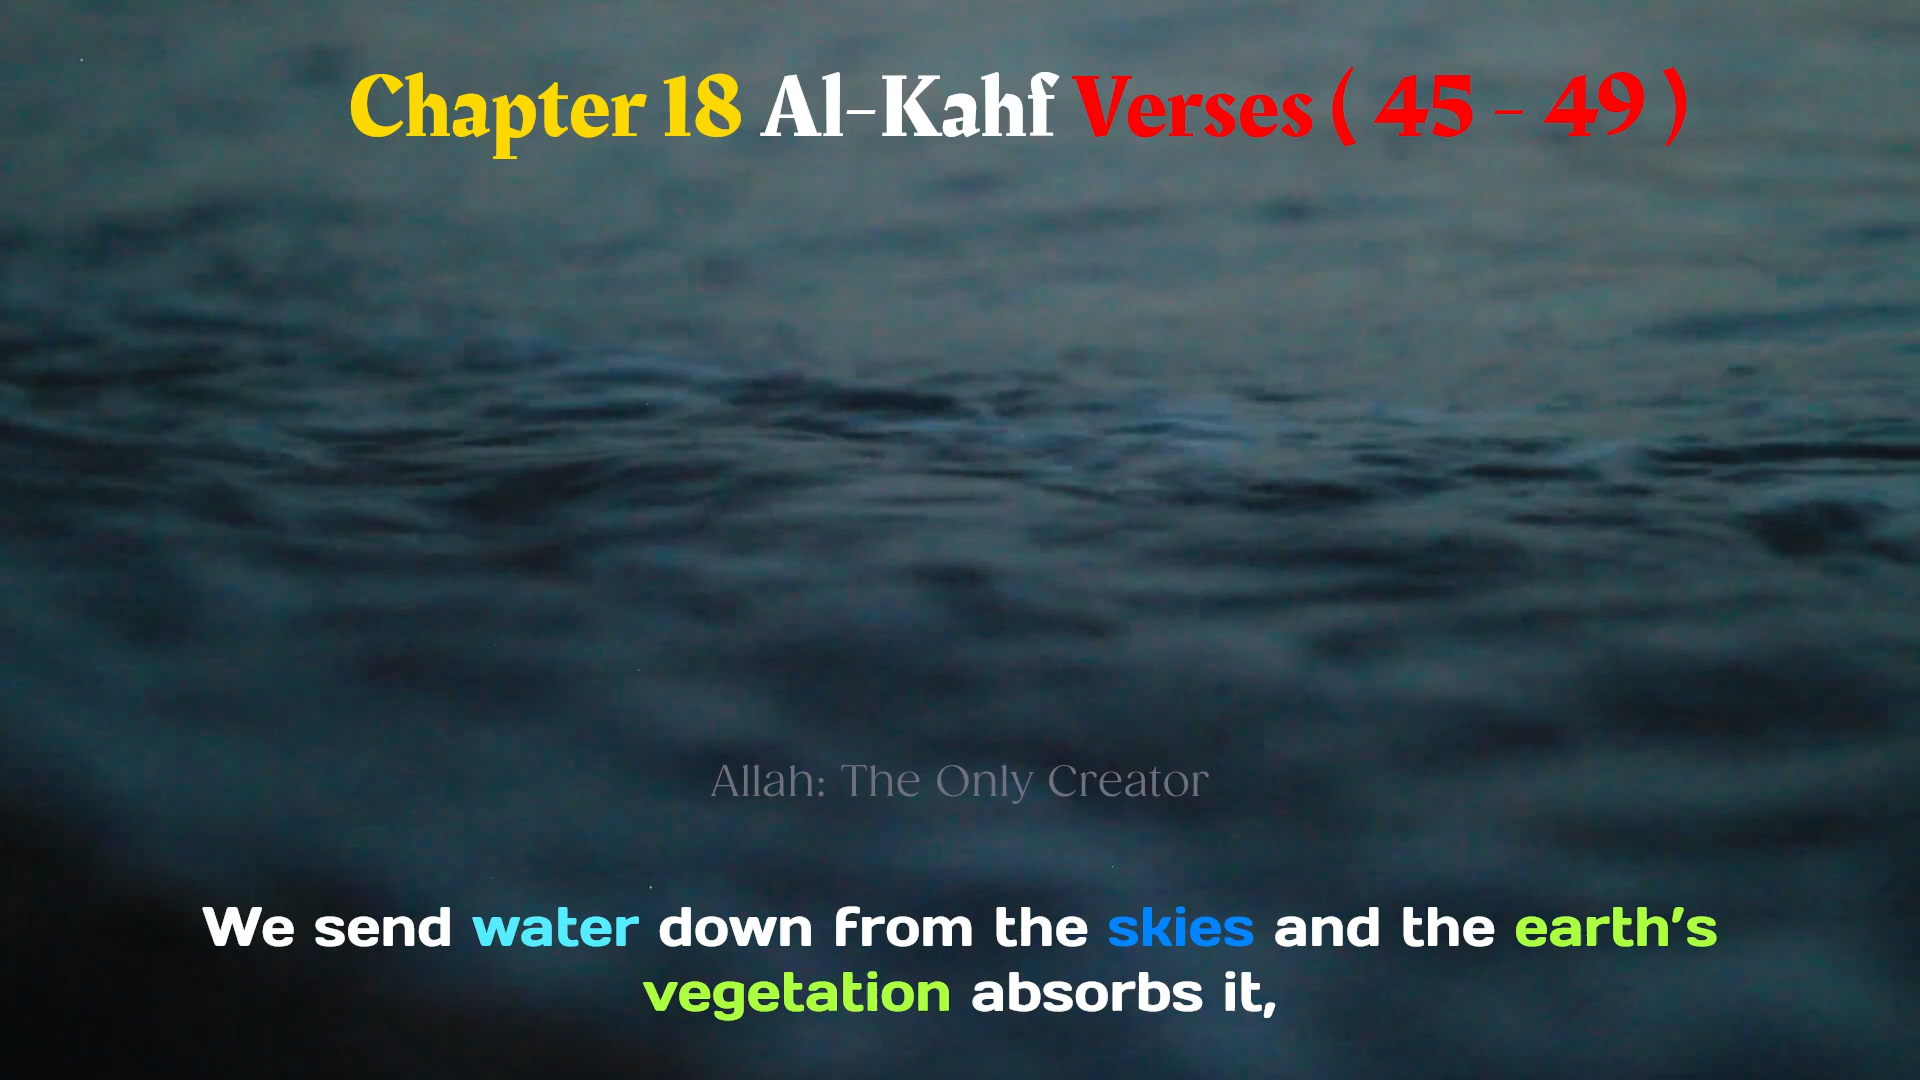 Chapter 18 Al-Kahf Verses ( 45 - 49 )
Allah: The Only Creator
We send water down from the skies and the earth's
vegetation absorbs it,